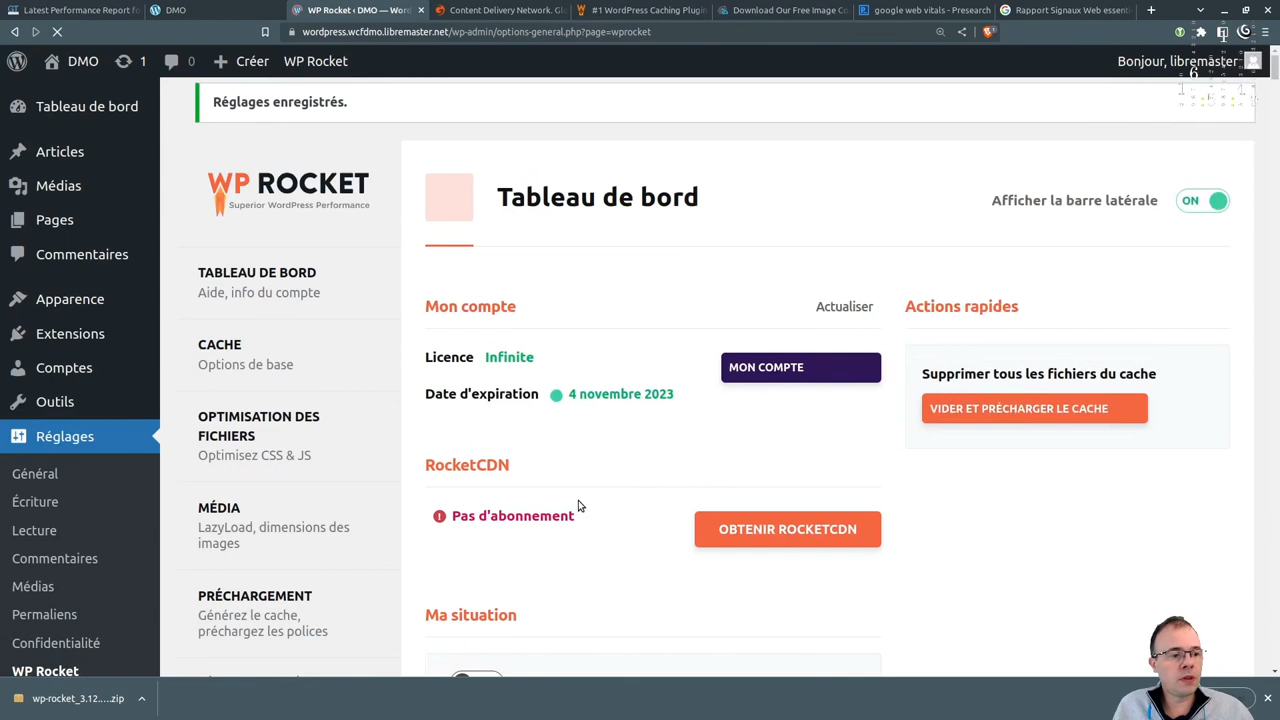 Latest Performance Report fo
DMO
WP Rocket ‹ DMO — Wor
Content Delivery Network. Gl
#1 WordPress Caching Plugin
Download Our Free Image Co
google web vitals - Presearch
Rapport Signaux Web essenti
wordpress.wcfdmo.libremaster.net/wp-admin/options-general.php?page=wprocket
DMO
1
0
Créer
WP Rocket
Bonjour, libremaster
Tableau de bord
Articles
Médias
Pages
Commentaires
Apparence
Extensions
Comptes
Outils
Réglages
Général
Écriture
Lecture
Commentaires
Médias
Permaliens
Confidentialité
WP Rocket
Réglages enregistrés.
WP ROCKET
Superior WordPress Performance
TABLEAU DE BORD
Aide, info du compte
CACHE
Options de base
OPTIMISATION DES
FICHIERS
Optimisez CSS & JS
MÉDIA
LazyLoad, dimensions des
images
PRÉCHARGEMENT
Générez le cache,
préchargez les polices
Tableau de bord
Afficher la barre latérale
ON
Mon compte
Actualiser
Licence Infinite
MON COMPTE
Date d'expiration 4 novembre 2023
RocketCDN
Pas d'abonnement
OBTENIR ROCKETCDN
Ma situation
Actions rapides
Supprimer tous les fichiers du cache
VIDER ET PRÉCHARGER LE CACHE
wp-rocket_3.12....zip